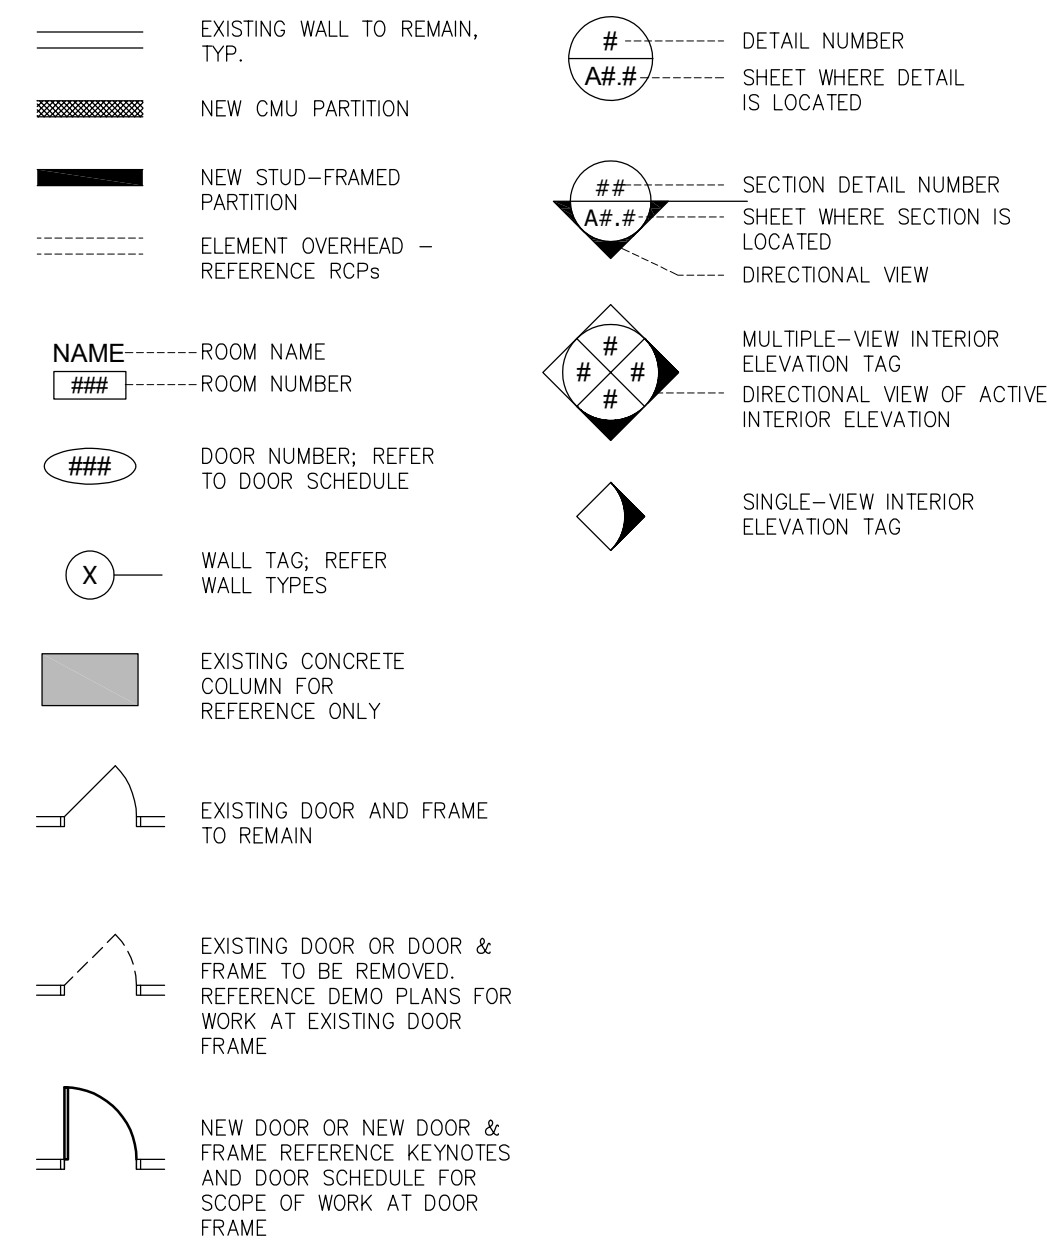 EXISTING WALL TO REMAIN,
TYP.
NEW CMU PARTITION
NEW STUD-FRAMED
PARTITION
ELEMENT OVERHEAD -
REFERENCE RCPs
NAME
ROOM NAME
###
ROOM NUMBER
###
DOOR NUMBER; REFER
TO DOOR SCHEDULE
X
WALL TAG; REFER
WALL TYPES
EXISTING CONCRETE
COLUMN FOR
REFERENCE ONLY
EXISTING DOOR AND FRAME
TO REMAIN
EXISTING DOOR OR DOOR &
FRAME TO BE REMOVED.
REFERENCE DEMO PLANS FOR
WORK AT EXISTING DOOR
FRAME
NEW DOOR OR NEW DOOR &
FRAME REFERENCE KEYNOTES
AND DOOR SCHEDULE FOR
SCOPE OF WORK AT DOOR
FRAME
#
DETAIL NUMBER
A#.#
SHEET WHERE DETAIL
IS LOCATED
##
SECTION DETAIL NUMBER
A#.#
SHEET WHERE SECTION IS
LOCATED
DIRECTIONAL VIEW
#
# #
#
MULTIPLE-VIEW INTERIOR
ELEVATION TAG
DIRECTIONAL VIEW OF ACTIVE
INTERIOR ELEVATION
SINGLE-VIEW INTERIOR
ELEVATION TAG